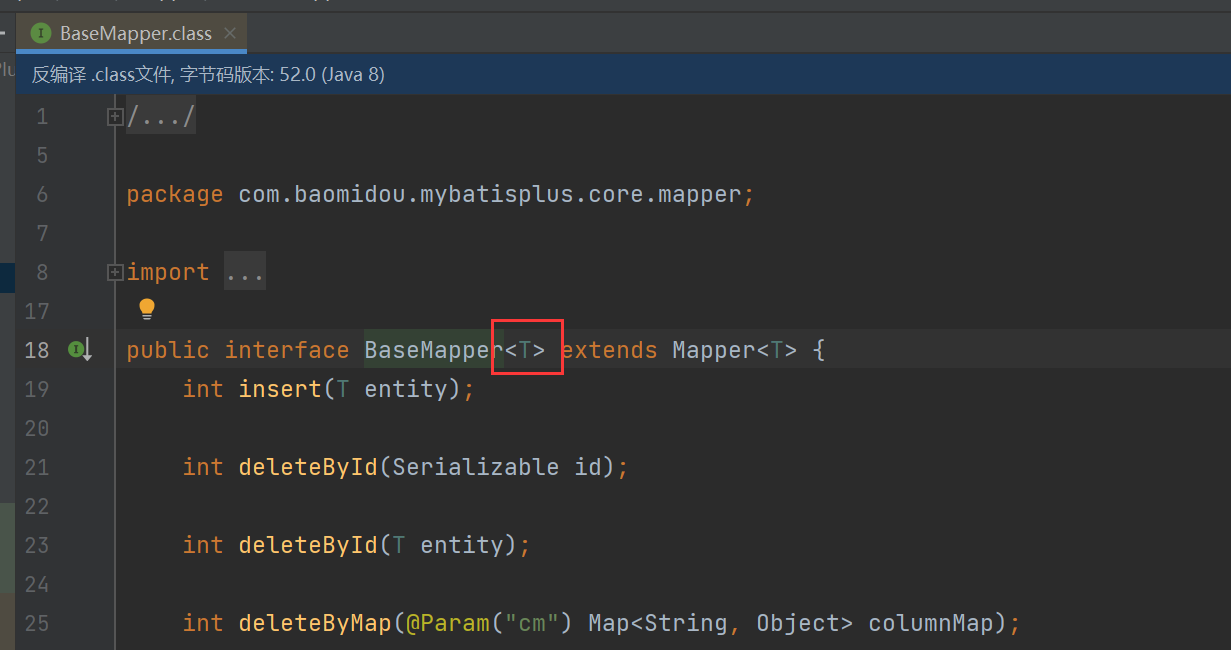 BaseMapper.class
反编译 .class文件, 字节码版本: 52.0 (Java 8)
1 /.../
5
6 package com.baomidou.mybatisplus.core.mapper;
7
8 import ...
17
18 public interface BaseMapper<T> extends Mapper<T> {
19 int insert(T entity);
20
21 int deleteById(Serializable id);
22
23 int deleteById(T entity);
24
25 int deleteByMap(@Param("cm") Map<String, Object> columnMap);